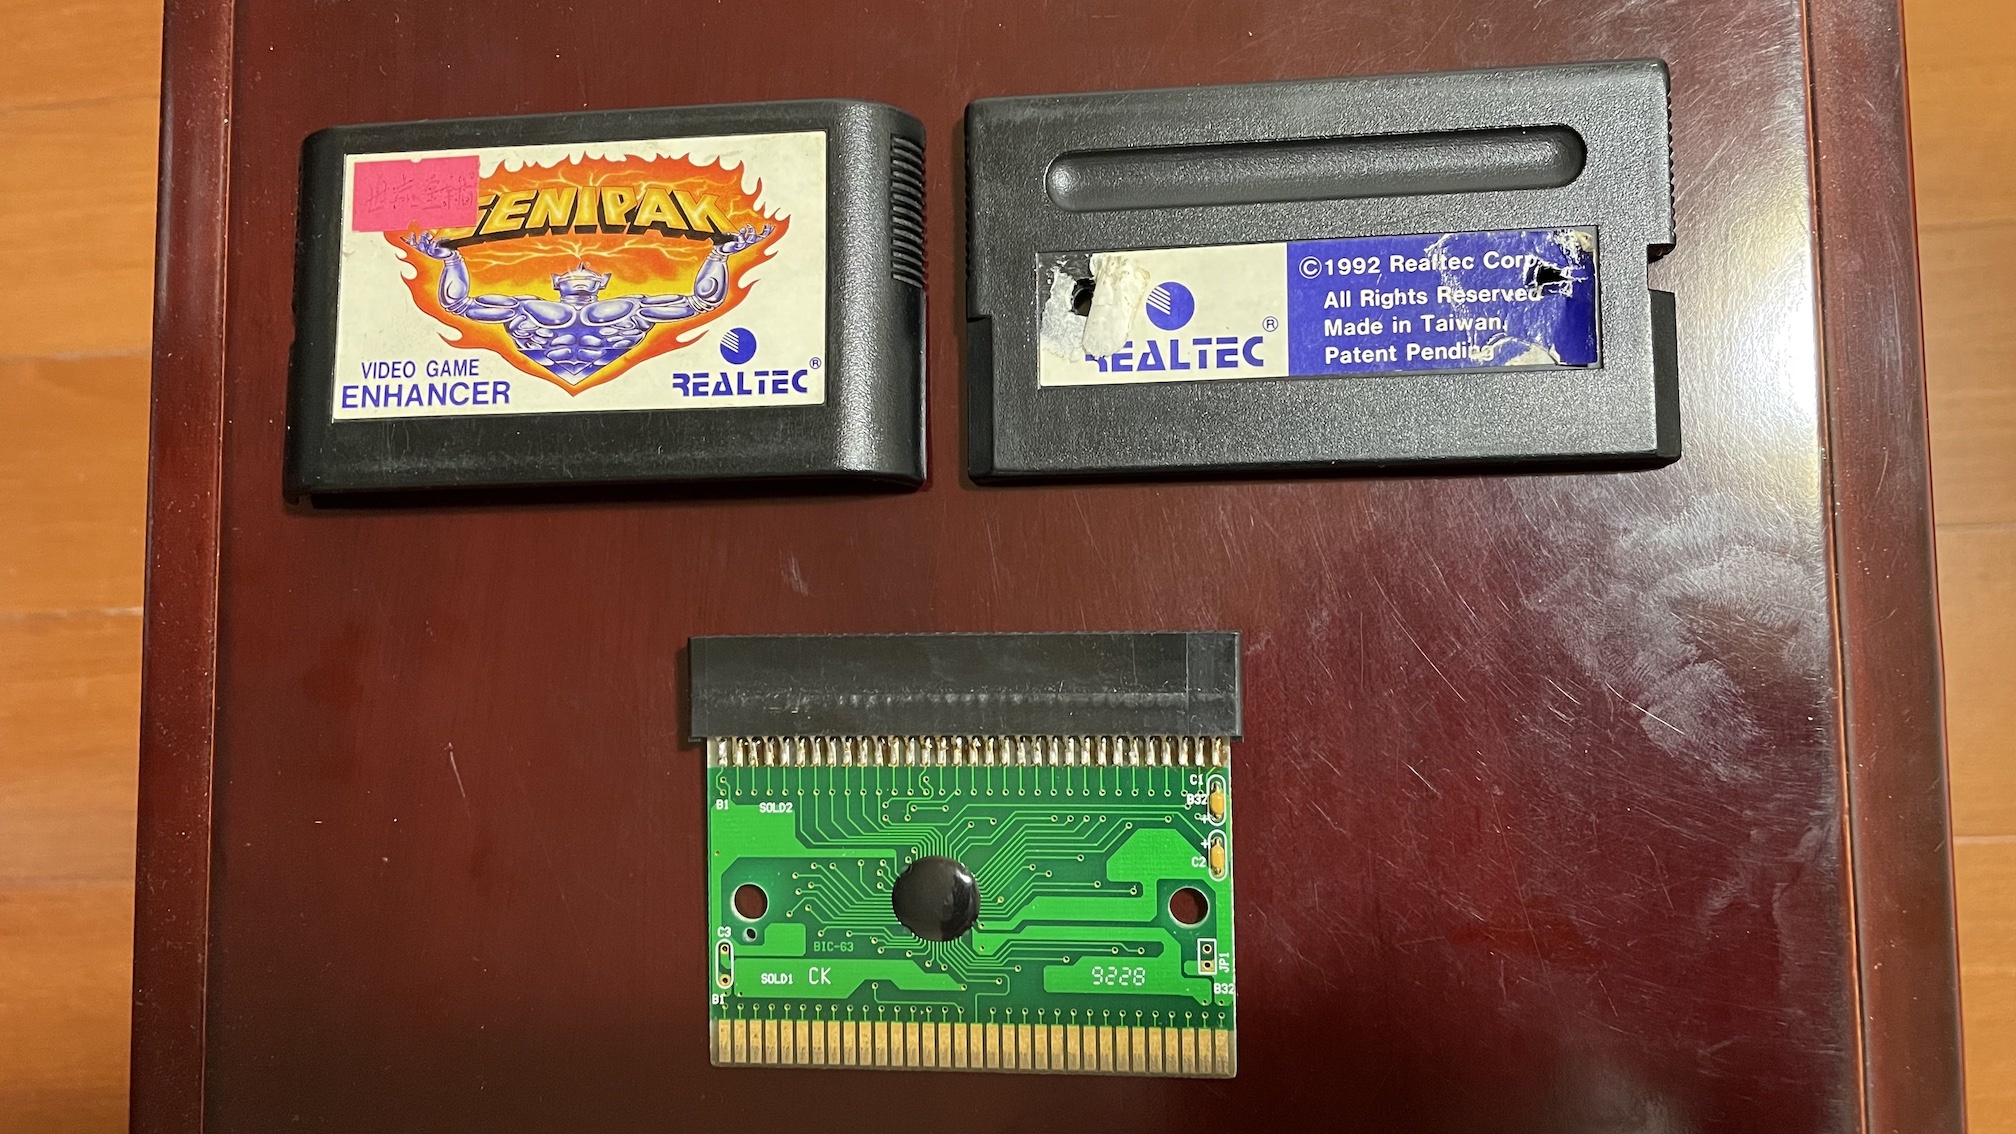 GENIPAK
VIDEO GAME
ENHANCER
REALTEC®
REALTEC®
©1992 Realtec Corp.
All Rights Reserved
Made in Taiwan.
Patent Pending
C1
B1
SOLD2
B32
+
+
C2
C3
BIC-63
SOLD1
CK
9228
JP1
B1
B32